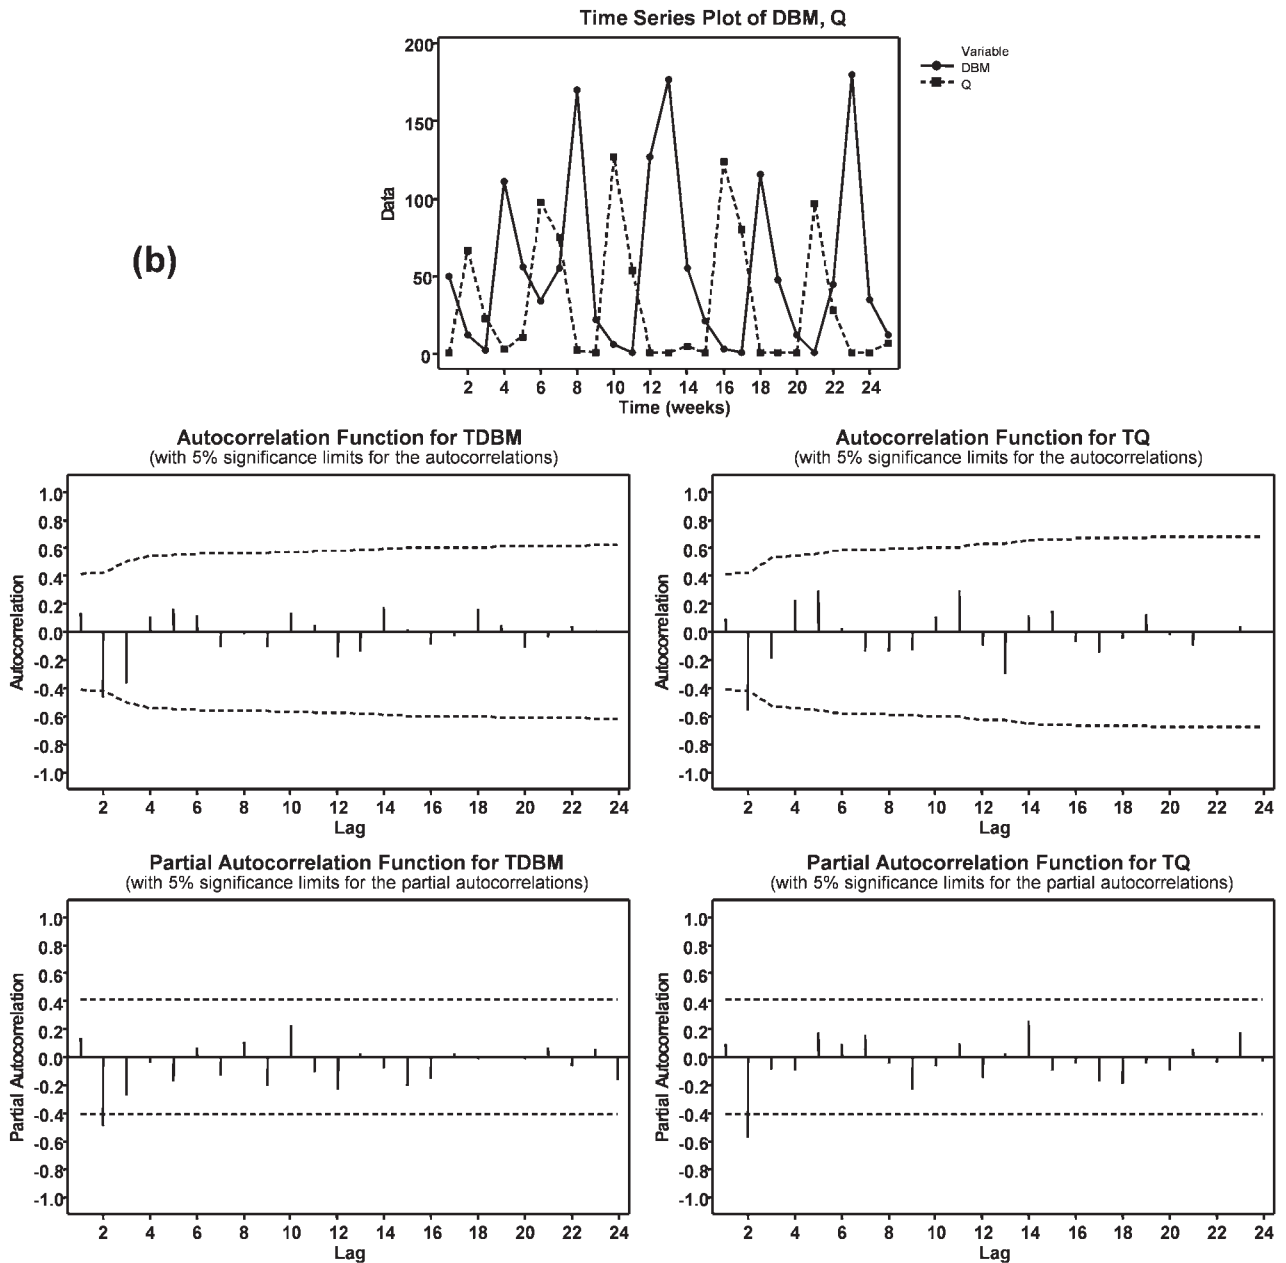 Time Series Plot of DBM, Q
200
150
100
50
0
Data
2 4 6 8 10 12 14 16 18 20 22 24
Time (weeks)
Variable
DBM
Q
(b)
Autocorrelation Function for TDBM
(with 5% significance limits for the autocorrelations)
1.0
0.8
0.6
0.4
0.2
0.0
-0.2
-0.4
-0.6
-0.8
-1.0
Autocorrelation
2 4 6 8 10 12 14 16 18 20 22 24
Lag
Autocorrelation Function for TQ
(with 5% significance limits for the autocorrelations)
1.0
0.8
0.6
0.4
0.2
0.0
-0.2
-0.4
-0.6
-0.8
-1.0
Autocorrelation
2 4 6 8 10 12 14 16 18 20 22 24
Lag
Partial Autocorrelation Function for TDBM
(with 5% significance limits for the partial autocorrelations)
1.0
0.8
0.6
0.4
0.2
0.0
-0.2
-0.4
-0.6
-0.8
-1.0
Partial Autocorrelation
2 4 6 8 10 12 14 16 18 20 22 24
Lag
Partial Autocorrelation Function for TQ
(with 5% significance limits for the partial autocorrelations)
1.0
0.8
0.6
0.4
0.2
0.0
-0.2
-0.4
-0.6
-0.8
-1.0
Partial Autocorrelation
2 4 6 8 10 12 14 16 18 20 22 24
Lag